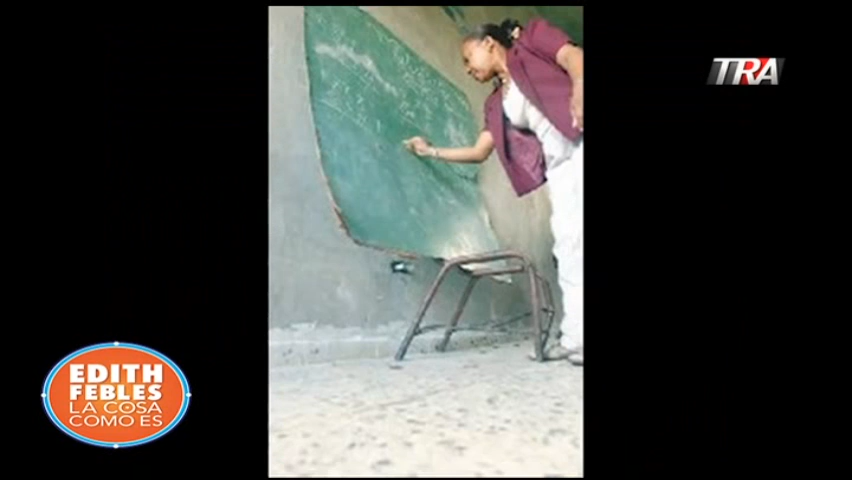 TRA
EDITH
FEBLES
LA COSA
COMO ES